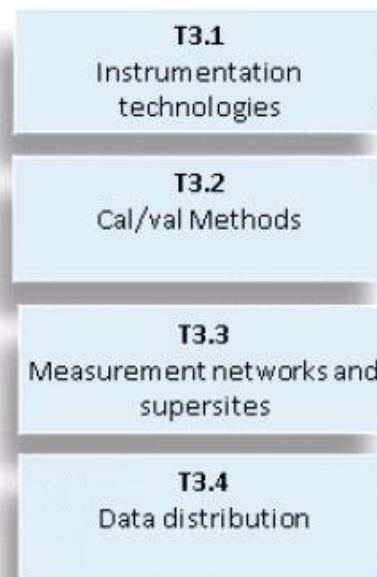 T3.1
Instrumentation
technologies
T3.2
Cal/val Methods
T3.3
Measurement networks and
supersites
T3.4
Data distribution